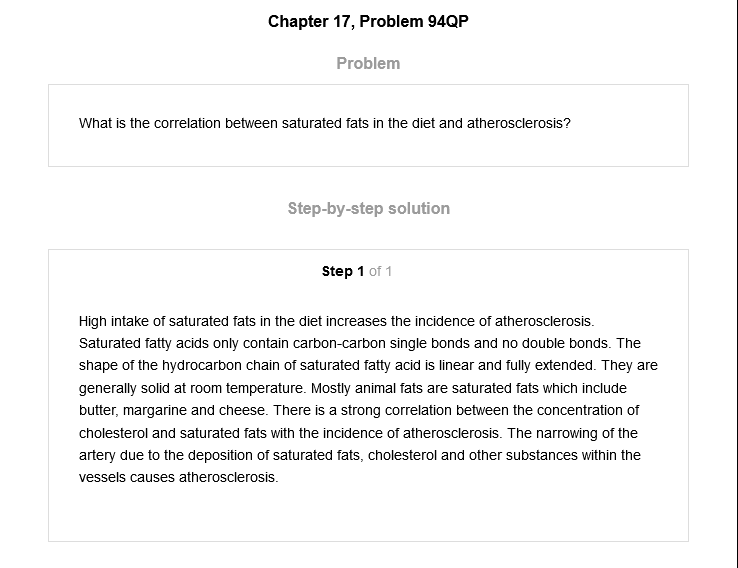 Chapter 17, Problem 94QP
Problem
What is the correlation between saturated fats in the diet and atherosclerosis?
Step-by-step solution
Step 1 of 1
High intake of saturated fats in the diet increases the incidence of atherosclerosis.
Saturated fatty acids only contain carbon-carbon single bonds and no double bonds. The
shape of the hydrocarbon chain of saturated fatty acid is linear and fully extended. They are
generally solid at room temperature. Mostly animal fats are saturated fats which include
butter, margarine and cheese. There is a strong correlation between the concentration of
cholesterol and saturated fats with the incidence of atherosclerosis. The narrowing of the
artery due to the deposition of saturated fats, cholesterol and other substances within the
vessels causes atherosclerosis.